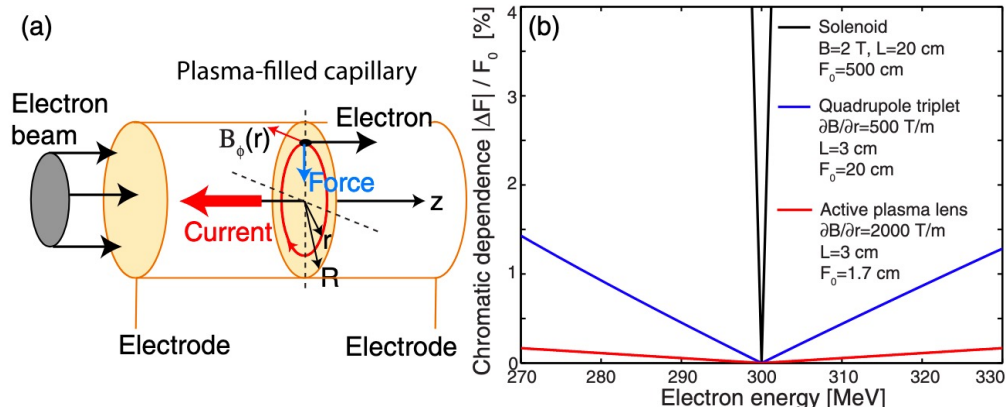 (a)
Plasma-filled capillary
Electron
beam
Bϕ(r)
Electron
Force
z
Current
r
R
Electrode
Electrode
(b)
Chromatic dependence |ΔF| / F₀ [%]
4
3
2
1
0
270
280
290
300
310
320
330
Electron energy [MeV]
Solenoid
B=2 T, L=20 cm
F₀=500 cm
Quadrupole triplet
∂B/∂r=500 T/m
L=3 cm
F₀=20 cm
Active plasma lens
∂B/∂r=2000 T/m
L=3 cm
F₀=1.7 cm